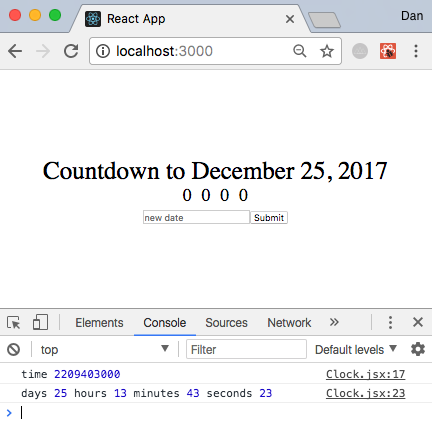 React App
Dan
localhost:3000
Countdown to December 25, 2017
0 0 0 0
new date Submit
Elements Console Sources Network »
top Filter Default levels
time 2209403000 Clock.jsx:17
days 25 hours 13 minutes 43 seconds 23 Clock.jsx:23
>